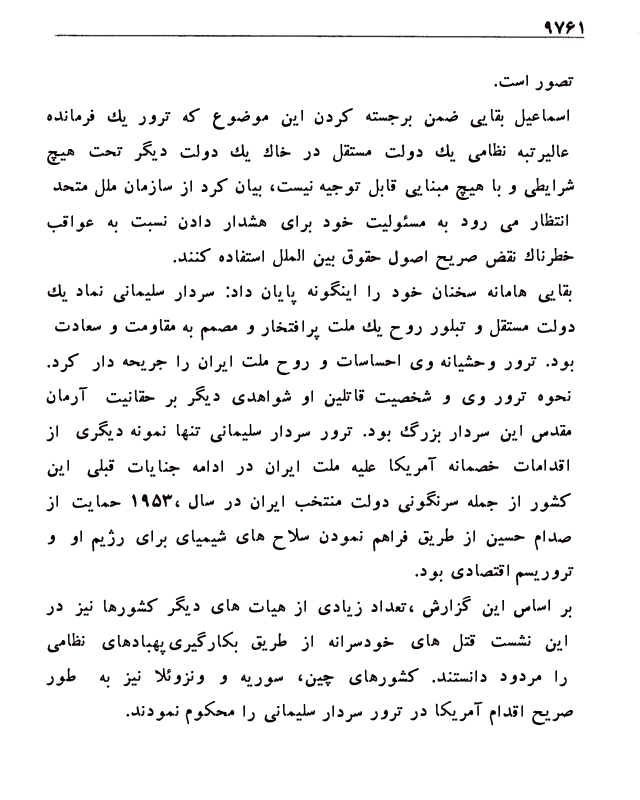 ۹۷۶۱
تصور است.
اسماعیل بقایی ضمن برجسته کردن این موضوع که ترور یك فرمانده
عالیرتبه نظامی یك دولت مستقل در خاك یك دولت دیگر تحت هیچ
شرایطی و با هیچ مبنایی قابل توجیه نیست، بیان کرد از سازمان ملل متحد
انتظار می رود به مسئولیت خود برای هشدار دادن نسبت به عواقب
خطرناك نقض صریح اصول حقوق بین الملل استفاده کنند.
بقایی هامانه سخنان خود را اینگونه پایان داد: سردار سلیمانی نماد یك
دولت مستقل و تبلور روح یك ملت پرافتخار و مصمم به مقاومت و سعادت
بود. ترور وحشیانه وی احساسات و روح ملت ایران را جریحه دار کرد.
نحوه ترور وی و شخصیت قاتلین او شواهدی دیگر بر حقانیت آرمان
مقدس این سردار بزرگ بود. ترور سردار سلیمانی تنها نمونه دیگری از
اقدامات خصمانه آمریکا علیه ملت ایران در ادامه جنایات قبلی این
کشور از جمله سرنگونی دولت منتخب ایران در سال ،۱۹۵۳ حمایت از
صدام حسین از طریق فراهم نمودن سلاح های شیمیای برای رژیم او و
تروریسم اقتصادی بود.
بر اساس این گزارش ،تعداد زیادی از هیات های دیگر کشورها نیز در
این نشست قتل های خودسرانه از طریق بکارگیری پهبادهای نظامی
را مردود دانستند. کشورهای چین، سوریه و ونزوئلا نیز به طور
صریح اقدام آمریکا در ترور سردار سلیمانی را محکوم نمودند.